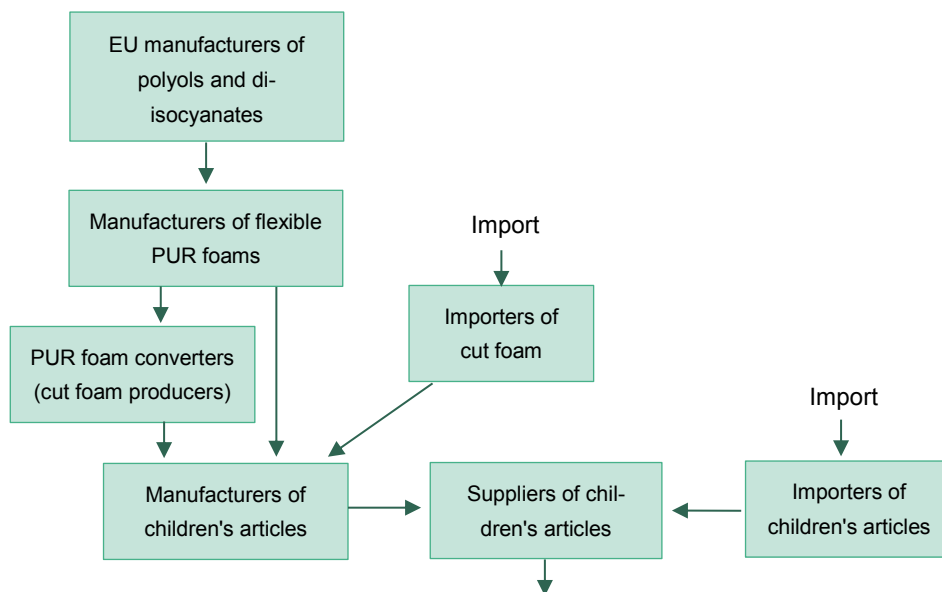 EU manufacturers of
polyols and di-
isocyanates
Manufacturers of flexible
PUR foams
Import
Importers of
cut foam
PUR foam converters
(cut foam producers)
Import
Manufacturers of
children's articles
Suppliers of chil-
dren's articles
Importers of
children's articles